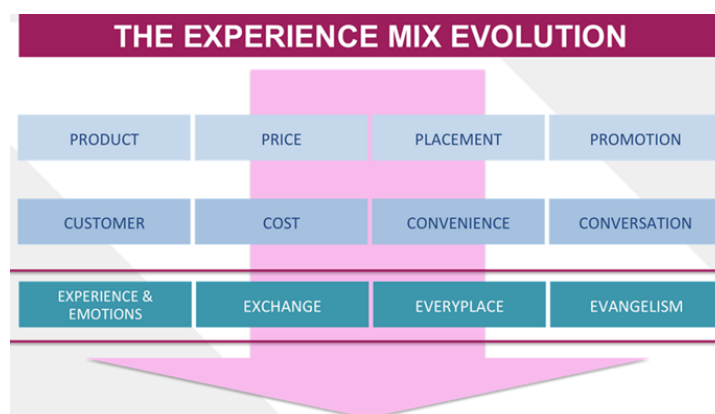 THE EXPERIENCE MIX EVOLUTION
PRODUCT PRICE PLACEMENT PROMOTION
CUSTOMER COST CONVENIENCE CONVERSATION
EXPERIENCE &
EMOTIONS EXCHANGE EVERYPLACE EVANGELISM